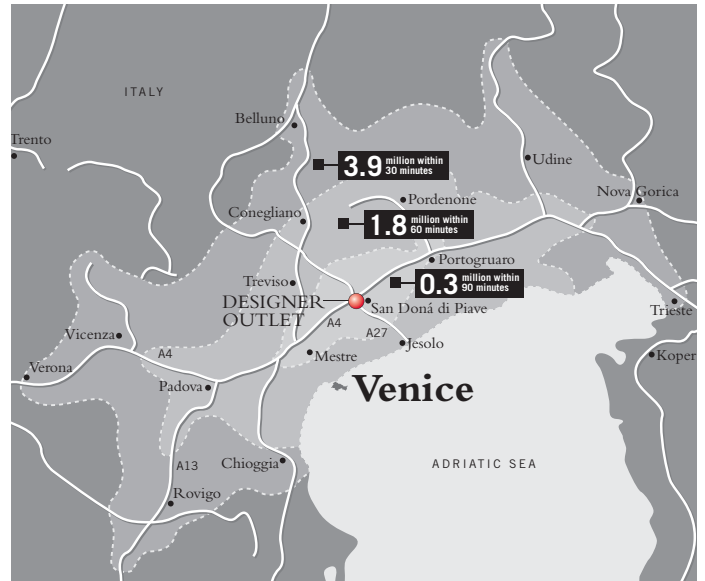 ITALY
Belluno
Trento
3.9 million within
30 minutes
Udine
Nova Gorica
Pordenone
Conegliano
1.8 million within
60 minutes
Portogruaro
Treviso
0.3 million within
90 minutes
DESIGNER
OUTLET
San Doná di Piave
Trieste
A4
A27
Vicenza
Jesolo
A4
Mestre
Koper
Verona
Padova
Venice
A13
Chioggia
ADRIATIC SEA
Rovigo